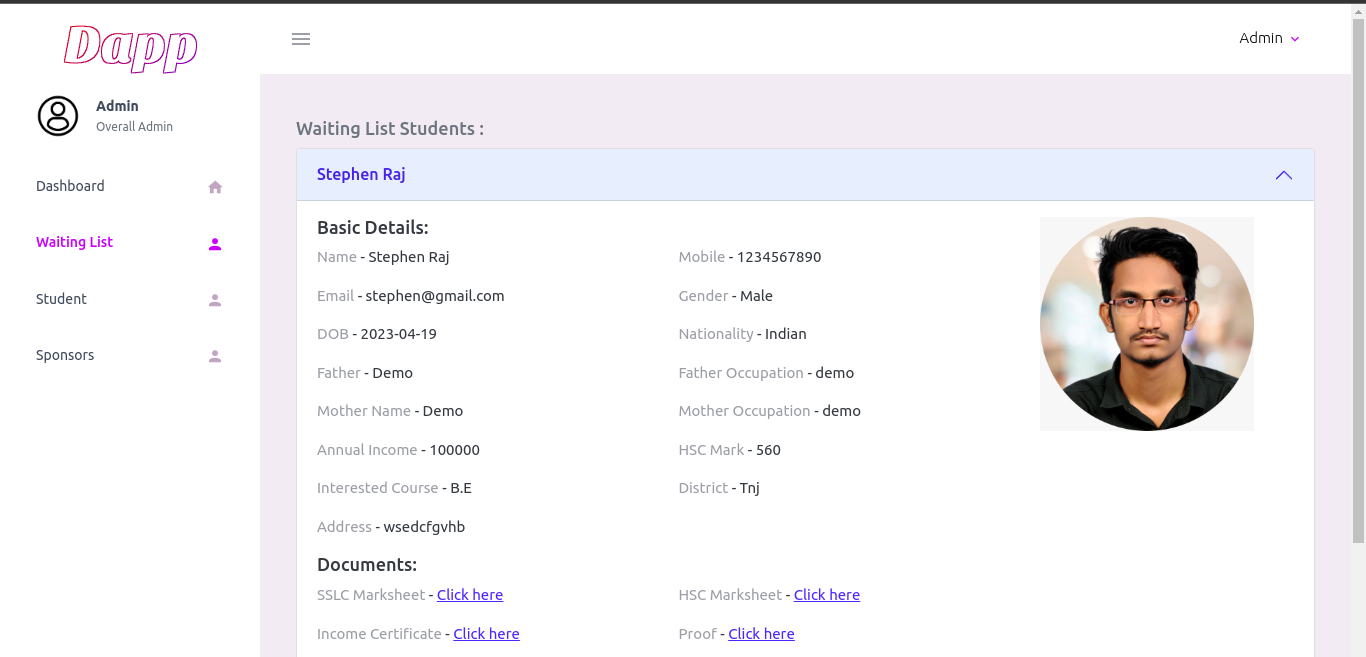 Dapp
Admin
Admin
Overall Admin
Dashboard
Waiting List
Student
Sponsors
Waiting List Students :
Stephen Raj
Basic Details:
Name - Stephen Raj
Mobile - 1234567890
Email - stephen@gmail.com
Gender - Male
DOB - 2023-04-19
Nationality - Indian
Father - Demo
Father Occupation - demo
Mother Name - Demo
Mother Occupation - demo
Annual Income - 100000
HSC Mark - 560
Interested Course - B.E
District - Tnj
Address - wsedcfgvhb
Documents:
SSLC Marksheet - Click here
HSC Marksheet - Click here
Income Certificate - Click here
Proof - Click here